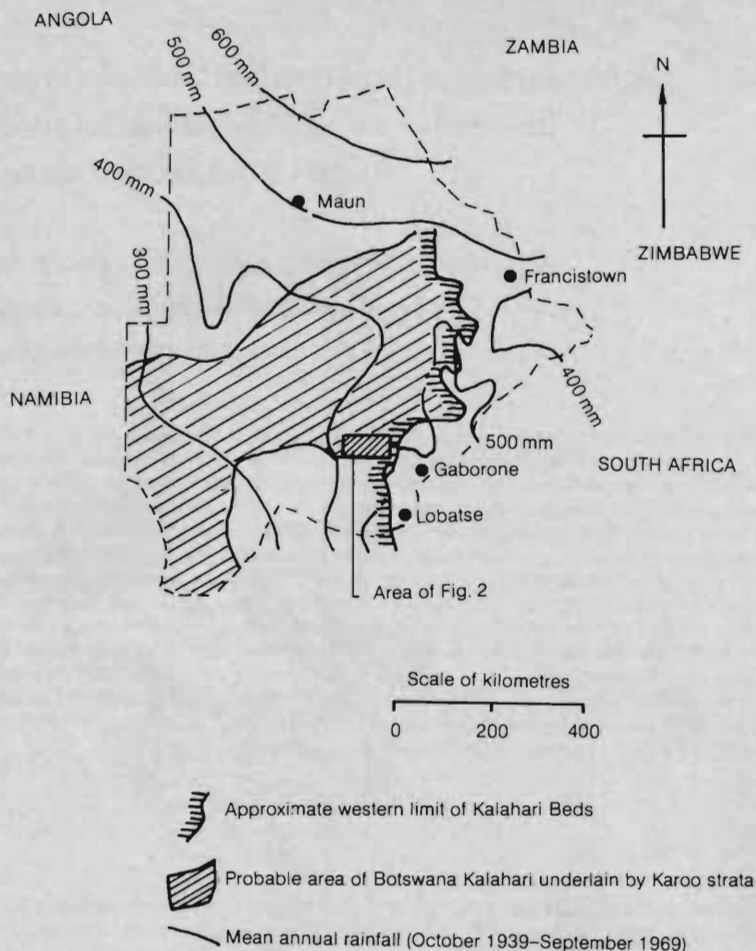 ANGOLA
ZAMBIA
600 mm
500 mm
N
400 mm
Maun
ZIMBABWE
300 mm
Francistown
NAMIBIA
400 mm
500 mm
SOUTH AFRICA
Gaborone
Lobatse
Area of Fig. 2
Scale of kilometres
0 200 400
Approximate western limit of Kalahari Beds
Probable area of Botswana Kalahari underlain by Karoo strata
Mean annual rainfall (October 1939–September 1969)